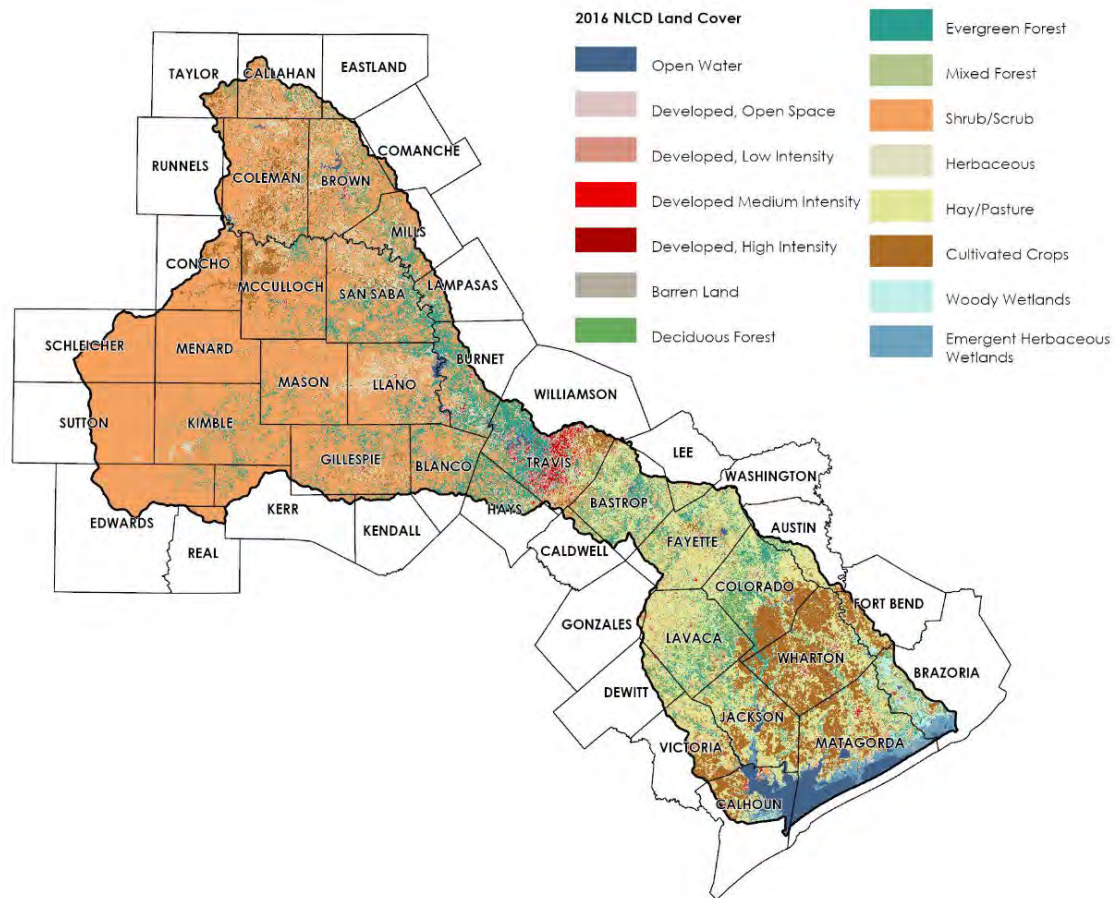 2016 NLCD Land Cover
Open Water
Developed, Open Space
Developed, Low Intensity
Developed Medium Intensity
Developed, High Intensity
Barren Land
Deciduous Forest
Evergreen Forest
Mixed Forest
Shrub/Scrub
Herbaceous
Hay/Pasture
Cultivated Crops
Woody Wetlands
Emergent Herbaceous
Wetlands
TAYLOR
CALLAHAN
EASTLAND
RUNNELS
COLEMAN
BROWN
COMANCHE
MILLS
CONCHO
MCCULLOCH
SAN SABA
LAMPASAS
SCHLEICHER
MENARD
BURNET
MASON
LLANO
WILLIAMSON
SUTTON
KIMBLE
GILLESPIE
BLANCO
TRAVIS
LEE
WASHINGTON
BASTROP
EDWARDS
KERR
KENDALL
HAYS
REAL
CALDWELL
FAYETTE
AUSTIN
COLORADO
FORT BEND
GONZALES
LAVACA
WHARTON
BRAZORIA
DEWITT
JACKSON
VICTORIA
MATAGORDA
CALHOUN